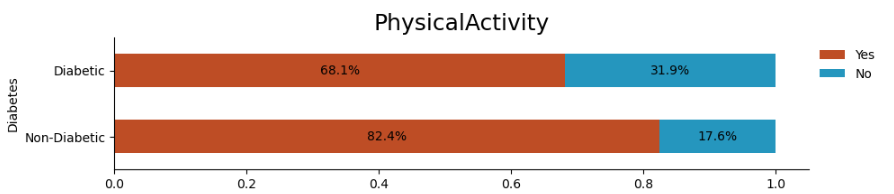 PhysicalActivity
Diabetes
Diabetic
68.1%
31.9%
Yes
No
Non-Diabetic
82.4%
17.6%
0.0
0.2
0.4
0.6
0.8
1.0